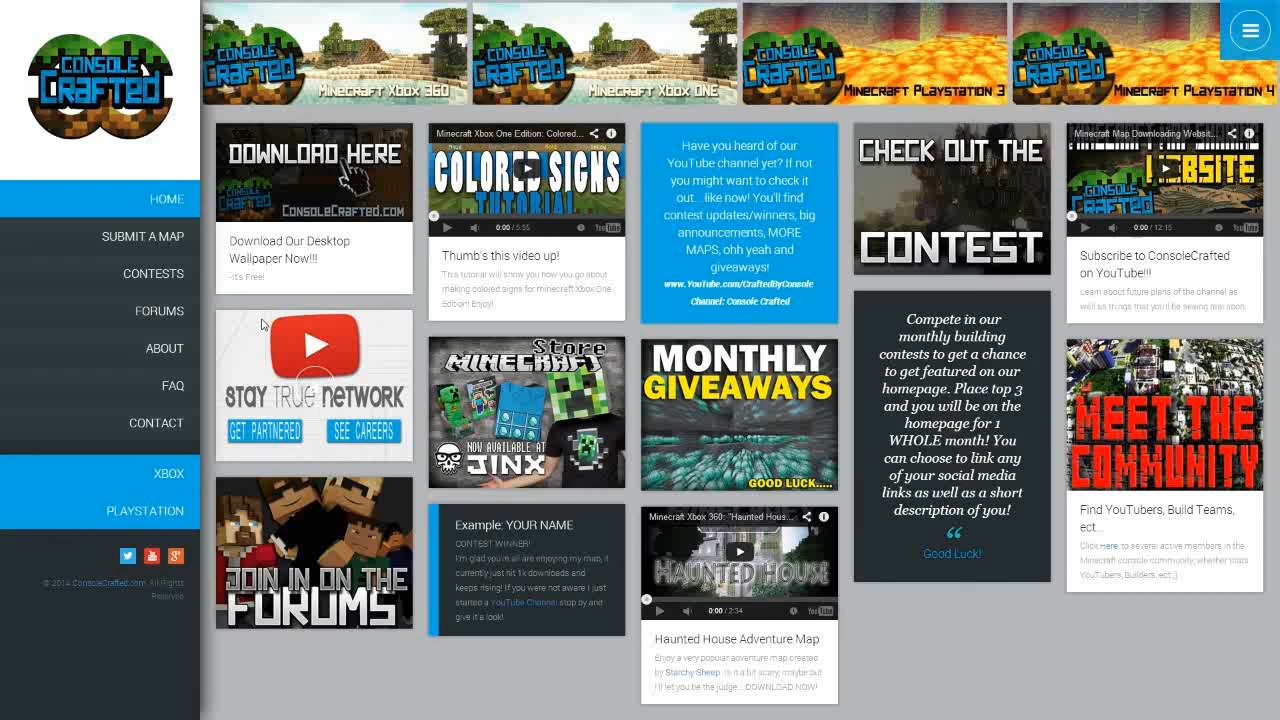 CONSOLE
CRAFTED
HOME
SUBMIT A MAP
CONTESTS
FORUMS
ABOUT
FAQ
CONTACT
XBOX
PLAYSTATION
© 2014 ConsoleCrafted.com. All Rights
Reserved.
CONSOLE
CRAFTED
Minecraft Xbox 360
CONSOLE
CRAFTED
Minecraft Xbox ONE
CONSOLE
CRAFTED
Minecraft Playstation 3
CONSOLE
CRAFTED
Minecraft Playstation 4
DOWNLOAD HERE
CONSOLE
CRAFTED
ConsoleCrafted.com
Download Our Desktop
Wallpaper Now!!!
-It's Free!
STAY TRUE NETWORK
GET PARTNERED
SEE CAREERS
JOIN IN ON THE
FORUMS
Minecraft Xbox One Edition: Colored...
COLORED SIGNS
TUTORIAL
0:00 / 5:55
YouTube
Thumb's this video up!
This tutorial will show you how you go about
making colored signs for minecraft Xbox One
Edition! Enjoy!
Store
MINECRAFT
NOW AVAILABLE AT
JINX
Example: YOUR NAME
CONTEST WINNER!
I'm glad you're all are enjoying my map, it
currently just hit 1k downloads and
keeps rising! If you were not aware I just
started a YouTube Channel stop by and
give it a look!
Have you heard of our
YouTube channel yet? If not
you might want to check it
out... like now! You'll find
contest updates/winners, big
announcements, MORE
MAPS, ohh yeah and
giveaways!
www.YouTube.com/CraftedByConsole
Channel: Console Crafted
MONTHLY
GIVEAWAYS
GOOD LUCK.....
Minecraft Xbox 360: "Haunted Hous...
HAUNTED HOUSE
0:00 / 2:34
YouTube
Haunted House Adventure Map
Enjoy a very popular adventure map created
by Starchy Sheep. Is it a bit scary, maybe but
I'll let you be the judge... DOWNLOAD NOW!
CHECK OUT THE
CONTEST
Compete in our
monthly building
contests to get a chance
to get featured on our
homepage. Place top 3
and you will be on the
homepage for 1
WHOLE month! You
can choose to link any
of your social media
links as well as a short
description of you!
“
Good Luck!
Minecraft Map Downloading Websit...
WEBSITE
CONSOLE
CRAFTED
0:00 / 12:15
YouTube
Subscribe to ConsoleCrafted
on YouTube!!!
Learn about future plans of the channel as
well as things that you'll be seeing real soon.
MEET THE
COMMUNITY
Find YouTubers, Build Teams,
ect...
Click Here, to several active members in the
Minecraft console community, whether thats
YouTubers, Builders, ect ;)